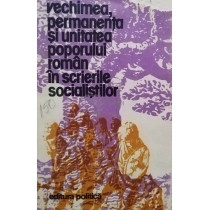 vechimea,
permanența
și unitatea
poporului
român
în scrierile
socialiștilor
editura politică